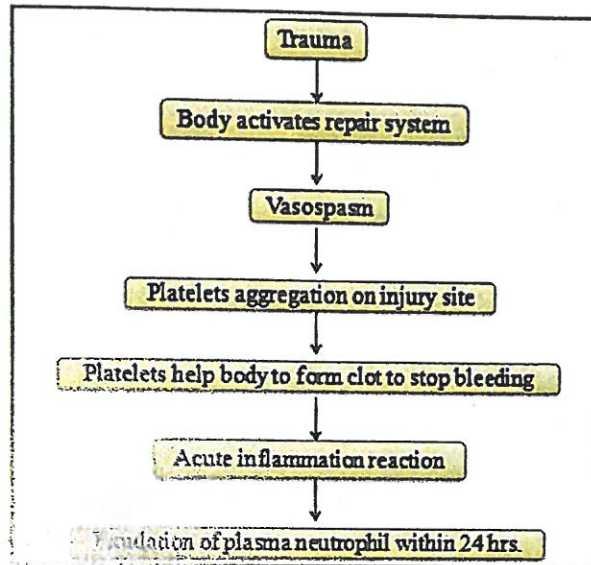 Trauma
Body activates repair system
Vasospasm
Platelets aggregation on injury site
Platelets help body to form clot to stop bleeding
Acute inflammation reaction
of plasma neutrophil within 24 hrs.